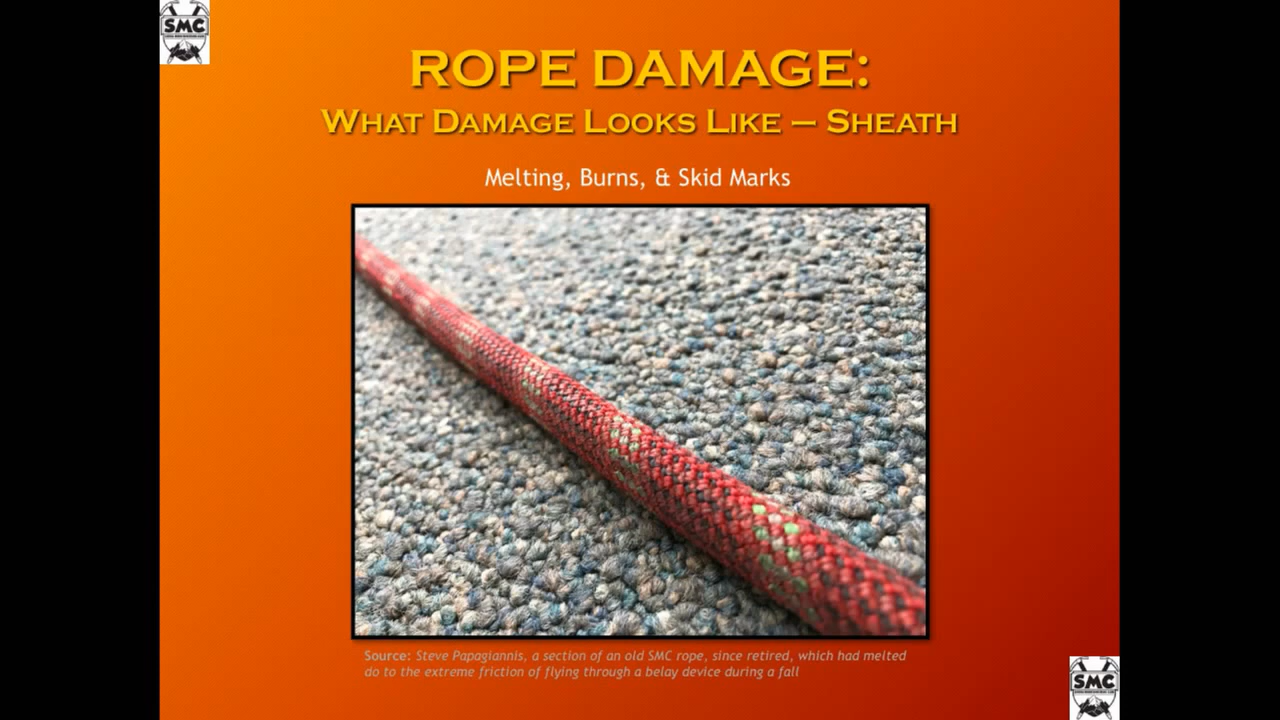 SMC
ROPE DAMAGE:
WHAT DAMAGE LOOKS LIKE – SHEATH
Melting, Burns, & Skid Marks
Source: Steve Papagiannis, a section of an old SMC rope, since retired, which had melted
do to the extreme friction of flying through a belay device during a fall
SMC